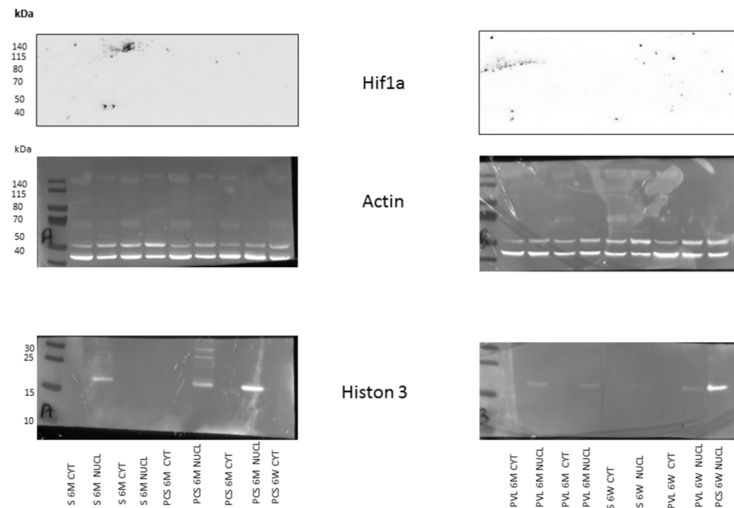 kDa
140
115
80
70
50
40
Hif1a
kDa
140
115
80
70
50
40
Actin
A
30
25
15
10
Histon 3
A
S 6M CYT
S 6M NUCL
S 6M CYT
S 6M NUCL
PCS 6M CYT
PCS 6M NUCL
PCS 6M CYT
PCS 6M NUCL
PCS 6W CYT
PVL 6M CYT
PVL 6M NUCL
PVL 6M CYT
PVL 6M NUCL
S 6W CYT
S 6W NUCL
PVL 6W CYT
PVL 6W NUCL
PCS 6W NUCL